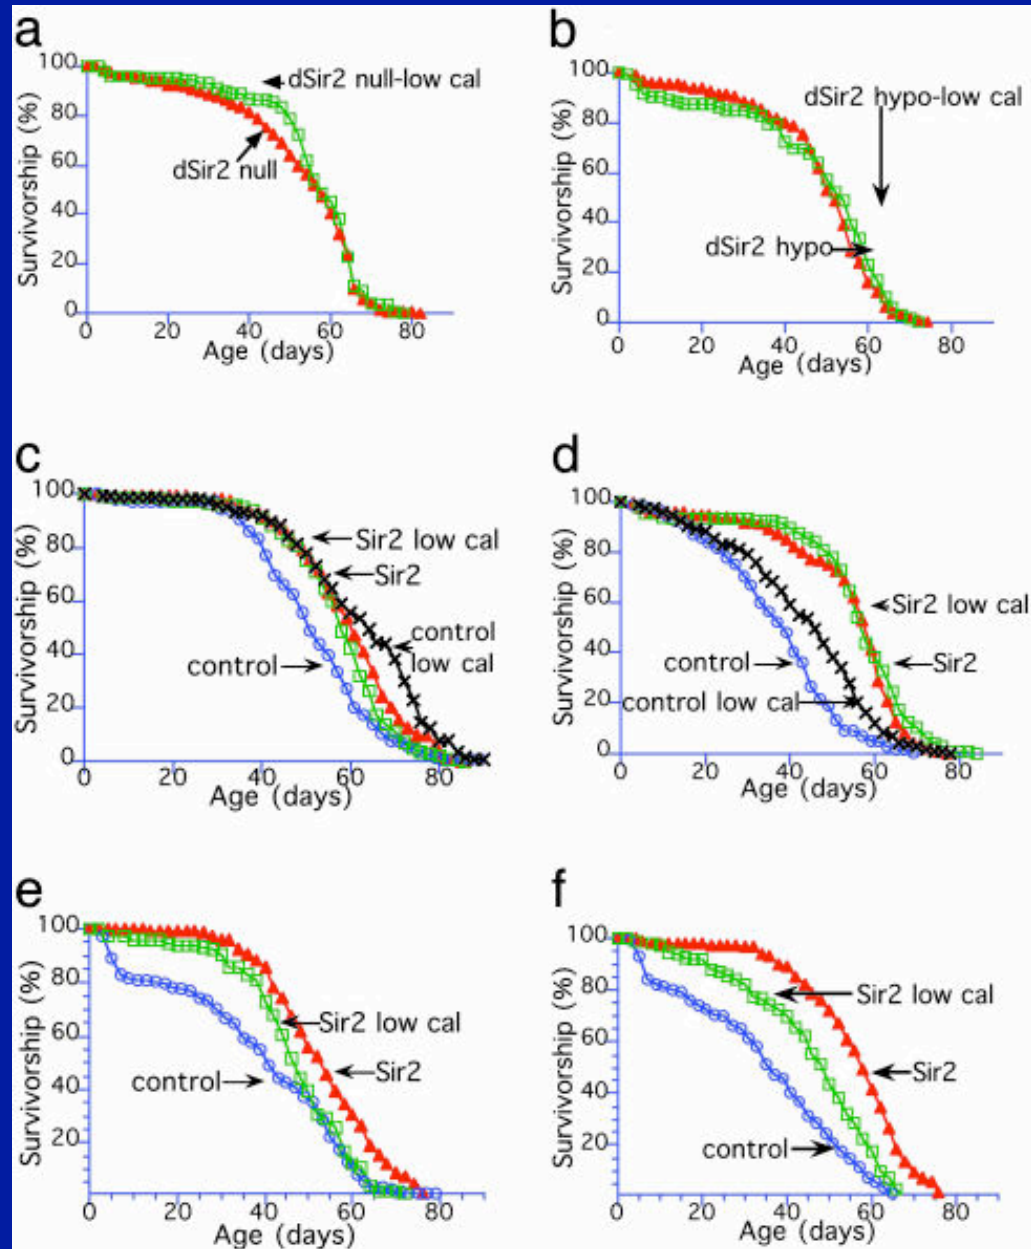 a
100
80
60
40
20
0
Survivorship (%)
dSir2 null-low cal
dSir2 null
0 20 40 60 80
Age (days)
b
100
80
60
40
20
0
Survivorship (%)
dSir2 hypo-low cal
dSir2 hypo
0 20 40 60 80
Age (days)
c
100
80
60
40
20
0
Survivorship (%)
Sir2 low cal
Sir2
control
low cal
control
0 20 40 60 80
Age (days)
d
100
80
60
40
20
0
Survivorship (%)
Sir2 low cal
control
Sir2
control low cal
0 20 40 60 80
Age (days)
e
100
80
60
40
20
Survivorship (%)
Sir2 low cal
Sir2
control
0 20 40 60 80
Age (days)
f
100
80
60
40
20
Survivorship (%)
Sir2 low cal
Sir2
control
0 20 40 60 80
Age (days)